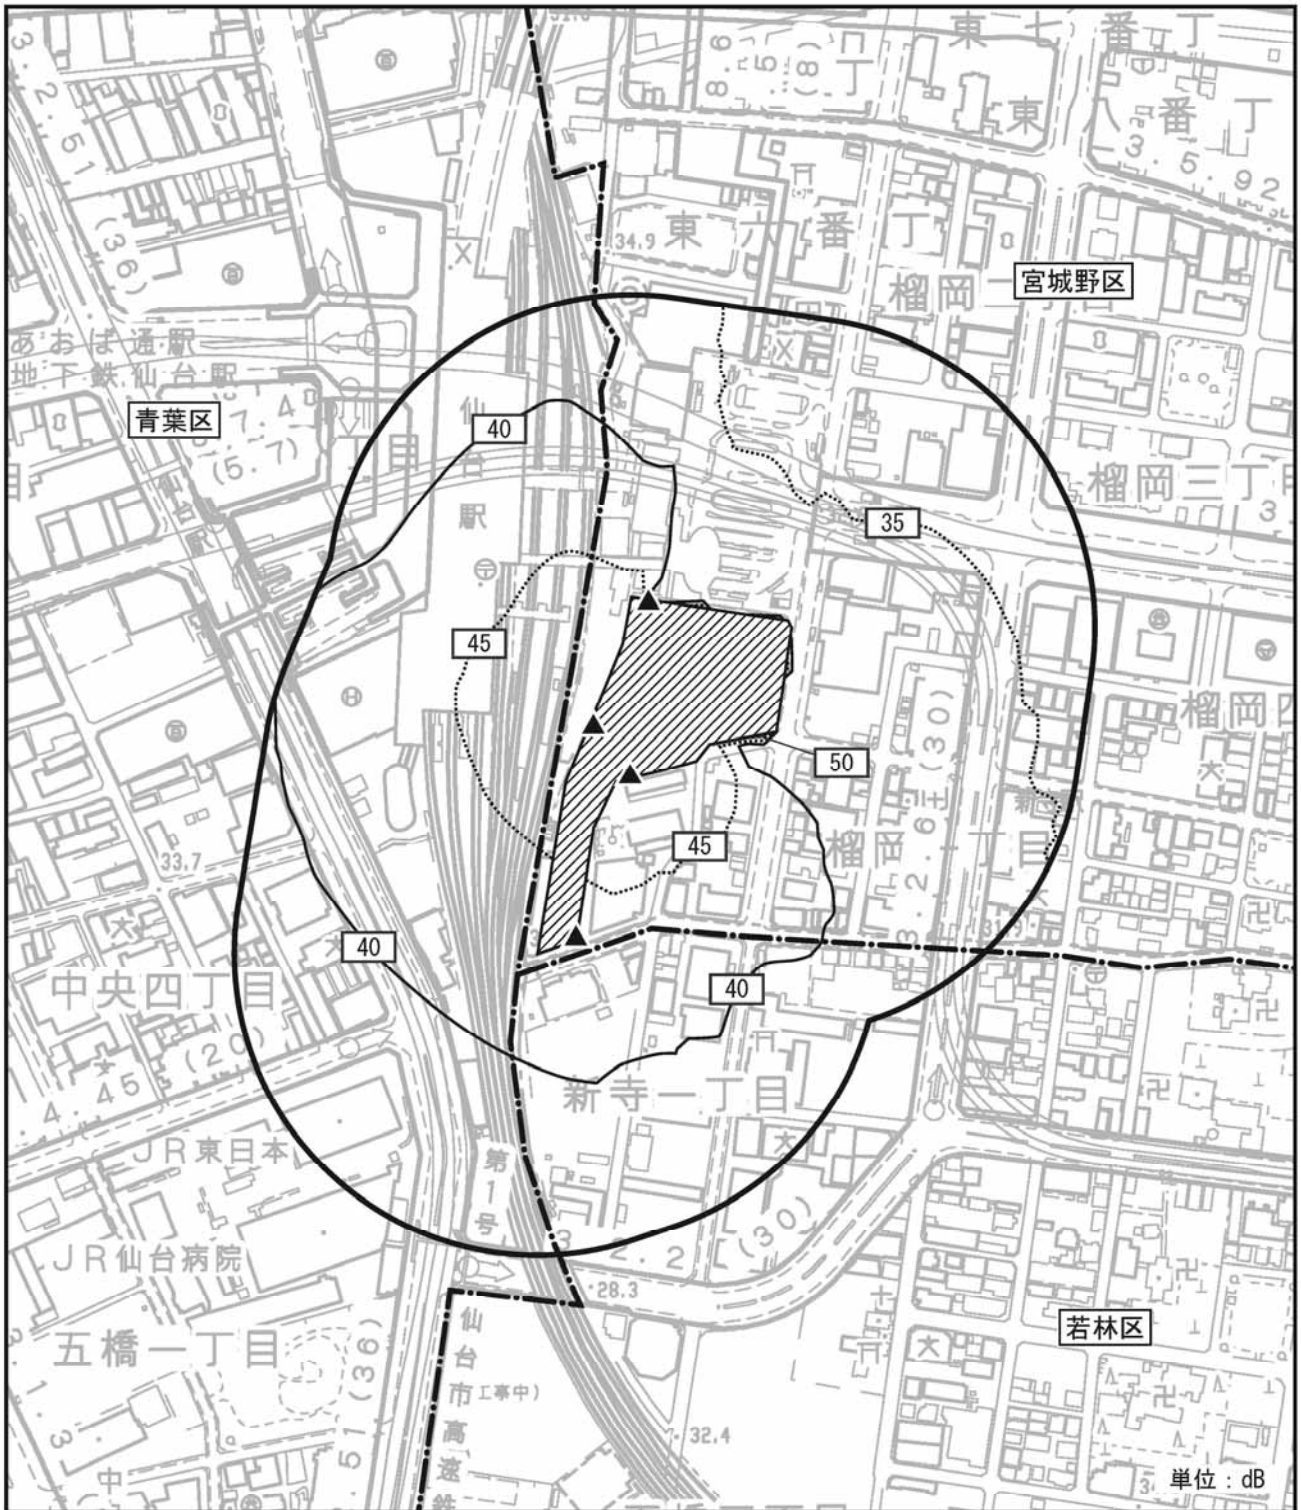 東七番丁
東八番丁
3.5.92
3.2.51(36)
34.9
東六番丁
宮城野区
榴岡
あおば通駅
地下鉄仙台駅
青葉区
7.4
(5.7)
仙台駅
40
榴岡三丁目
35
45
榴岡四
50
45
榴岡一丁目
3.2.6
(30)
33.7
40
40
中央四丁目
(20)
4.45
新寺一丁目
JR東日本
第1号
3.2.2
(30)
JR仙台病院
28.3
若林区
五橋一丁目
(36)
仙台市高速鉄
(工事中)
32.4
単位：dB